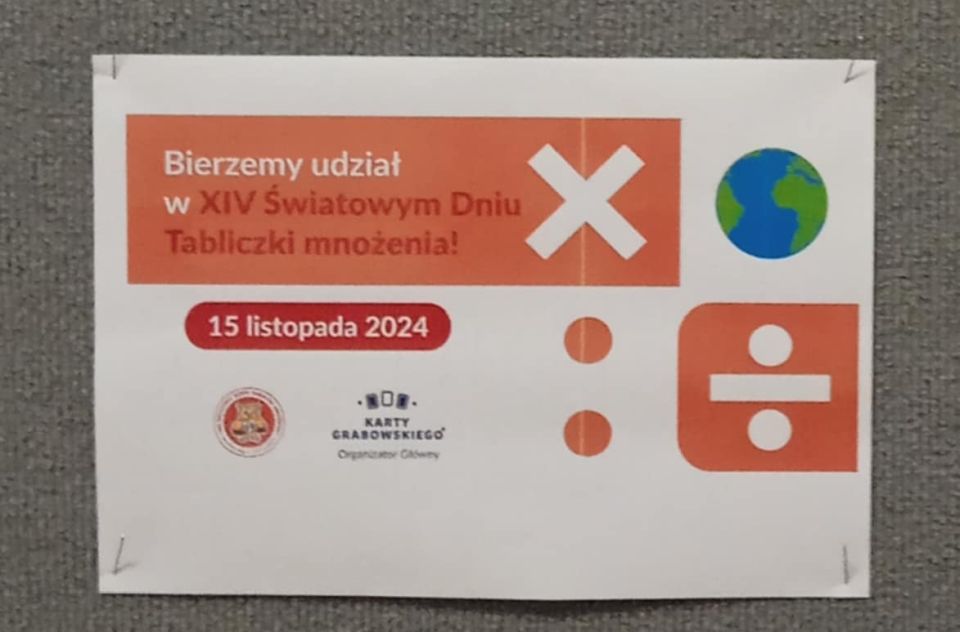 Bierzemy udział
w XIV Światowym Dniu
Tabliczki mnożenia!
15 listopada 2024
KARTY
GRABOWSKIEGO
Organizator Główny